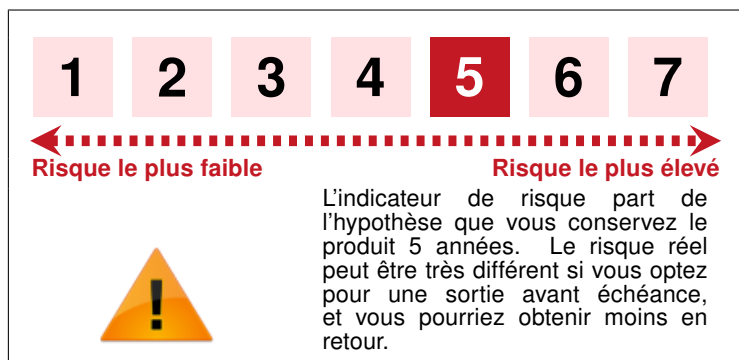 1 2 3 4 5 6 7
Risque le plus faible Risque le plus élevé
L'indicateur de risque part de
l'hypothèse que vous conservez le
produit 5 années. Le risque réel
peut être très différent si vous optez
pour une sortie avant échéance,
et vous pourriez obtenir moins en
retour.
!